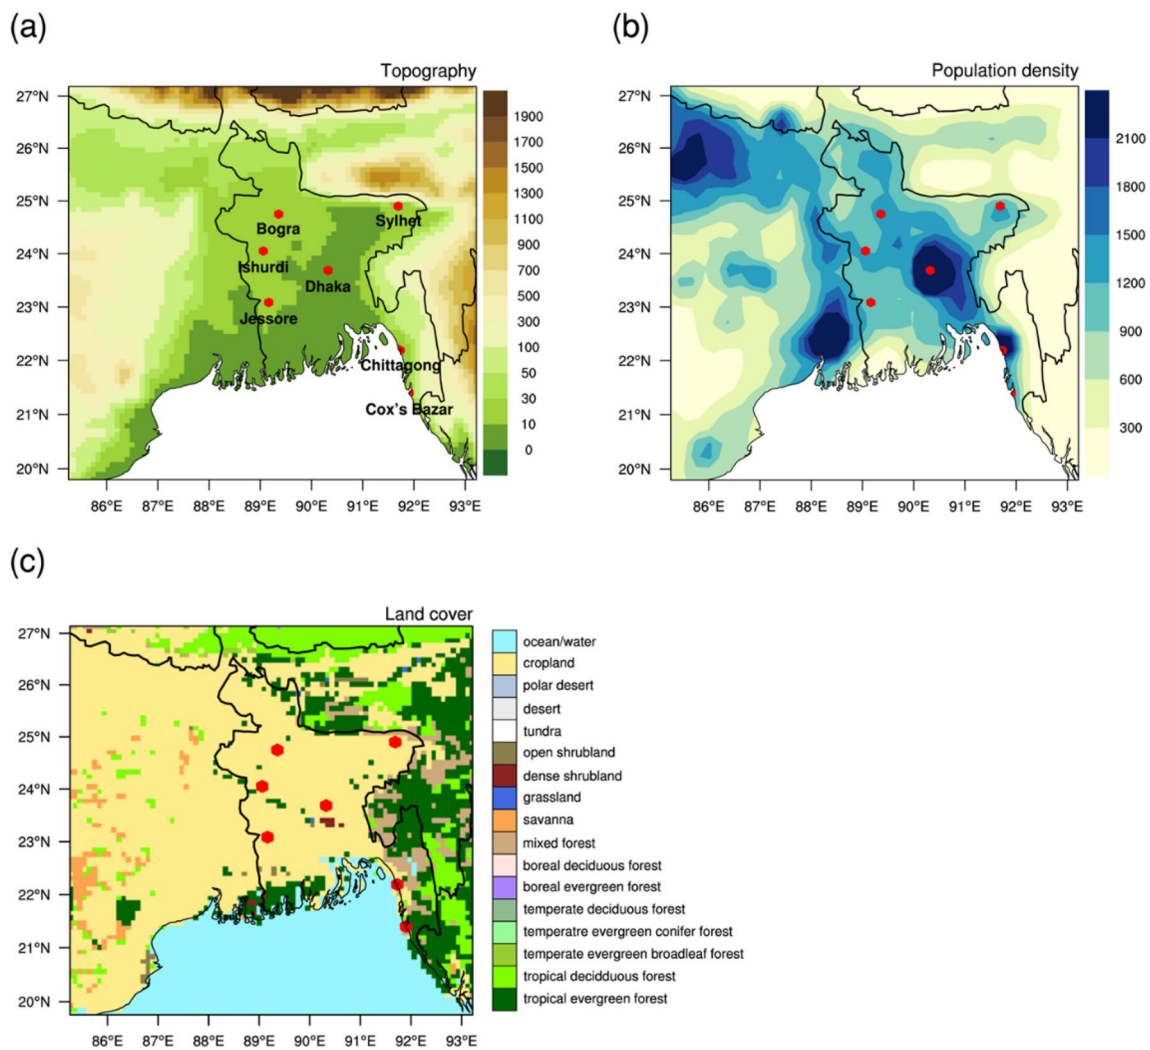 (a)
(b)
Topography
Population density
27°N
26°N
25°N
24°N
23°N
22°N
21°N
20°N
86°E 87°E 88°E 89°E 90°E 91°E 92°E 93°E
Bogra
Sylhet
Ishurdi
Dhaka
Jessore
Chittagong
Cox's Bazar
1900
1700
1500
1300
1100
900
700
500
300
100
50
30
10
0
27°N
26°N
25°N
24°N
23°N
22°N
21°N
20°N
86°E 87°E 88°E 89°E 90°E 91°E 92°E 93°E
2100
1800
1500
1200
900
600
300
(c)
Land cover
27°N
26°N
25°N
24°N
23°N
22°N
21°N
20°N
86°E 87°E 88°E 89°E 90°E 91°E 92°E 93°E
ocean/water
cropland
polar desert
desert
tundra
open shrubland
dense shrubland
grassland
savanna
mixed forest
boreal deciduous forest
boreal evergreen forest
temperate deciduous forest
temperatre evergreen conifer forest
temperate evergreen broadleaf forest
tropical decidduous forest
tropical evergreen forest